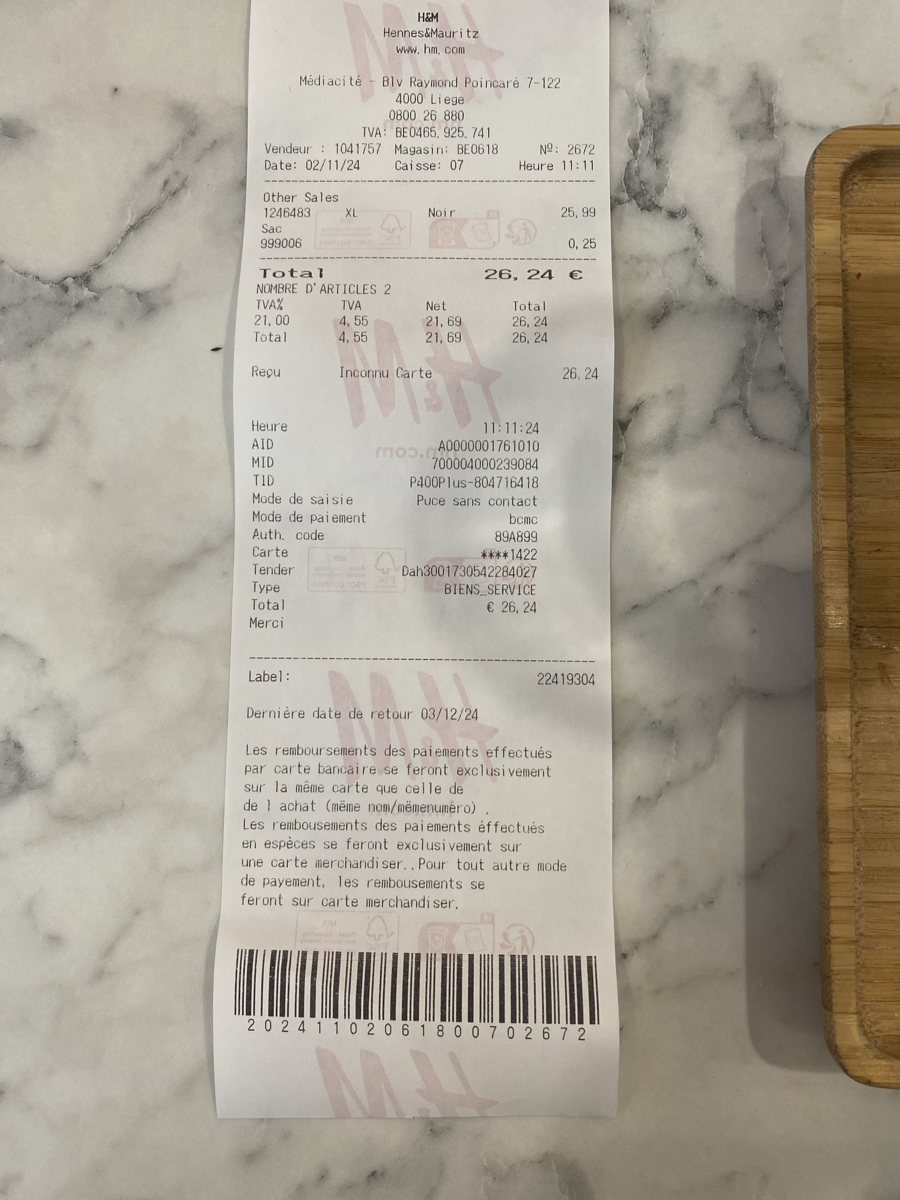 H&M
Hennes&Mauritz
www.hm.com
Médiacité - Blv Raymond Poincaré 7-122
4000 Liege
0800 26 880
TVA: BE0465.925.741
Vendeur : 1041757 Magasin: BE0618 Nº: 2672
Date: 02/11/24 Caisse: 07 Heure 11:11
Other Sales
1246483 XL Noir 25,99
Sac
999006 0,25
Total 26,24 €
NOMBRE D'ARTICLES 2
TVA% TVA Net Total
21,00 4,55 21,69 26,24
Total 4,55 21,69 26,24
Reçu Inconnu Carte 26.24
Heure 11:11:24
AID A0000001761010
MID 700004000239084
TID P400Plus-804716418
Mode de saisie Puce sans contact
Mode de paiement bcmc
Auth. code 89A899
Carte ****1422
Tender Dah3001730542284027
Type BIENS_SERVICE
Total € 26,24
Merci
Label: 22419304
Dernière date de retour 03/12/24
Les remboursements des paiements effectués
par carte bancaire se feront exclusivement
sur la même carte que celle de
de l achat (même nom/mêmenuméro) .
Les rembousements des paiements éffectués
en espèces se feront exclusivement sur
une carte merchandiser..Pour tout autre mode
de payement, les rembousements se
feront sur carte merchandiser.
2024110206180070​2672